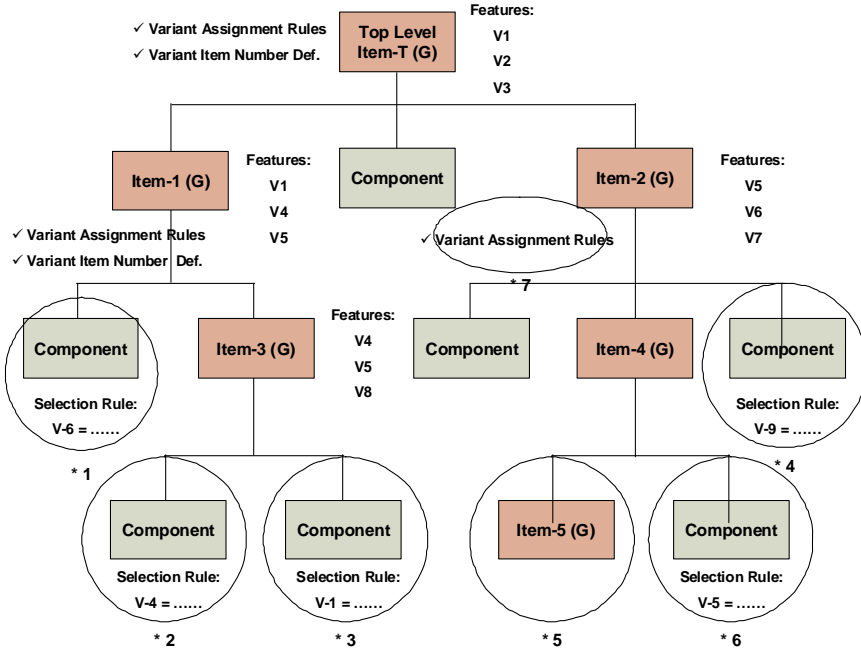 ✓ Variant Assignment Rules
✓ Variant Item Number Def.
Top Level
Item-T (G)
Features:
V1
V2
V3
Item-1 (G)
Features:
V1
V4
V5
Component
Item-2 (G)
Features:
V5
V6
V7
✓ Variant Assignment Rules
✓ Variant Item Number Def.
✓ Variant Assignment Rules
* 7
Component
Selection Rule:
V-6 = ......
* 1
Item-3 (G)
Features:
V4
V5
V8
Component
Item-4 (G)
Component
Selection Rule:
V-9 = ......
* 4
Component
Selection Rule:
V-4 = ......
* 2
Component
Selection Rule:
V-1 = ......
* 3
Item-5 (G)
* 5
Component
Selection Rule:
V-5 = ......
* 6